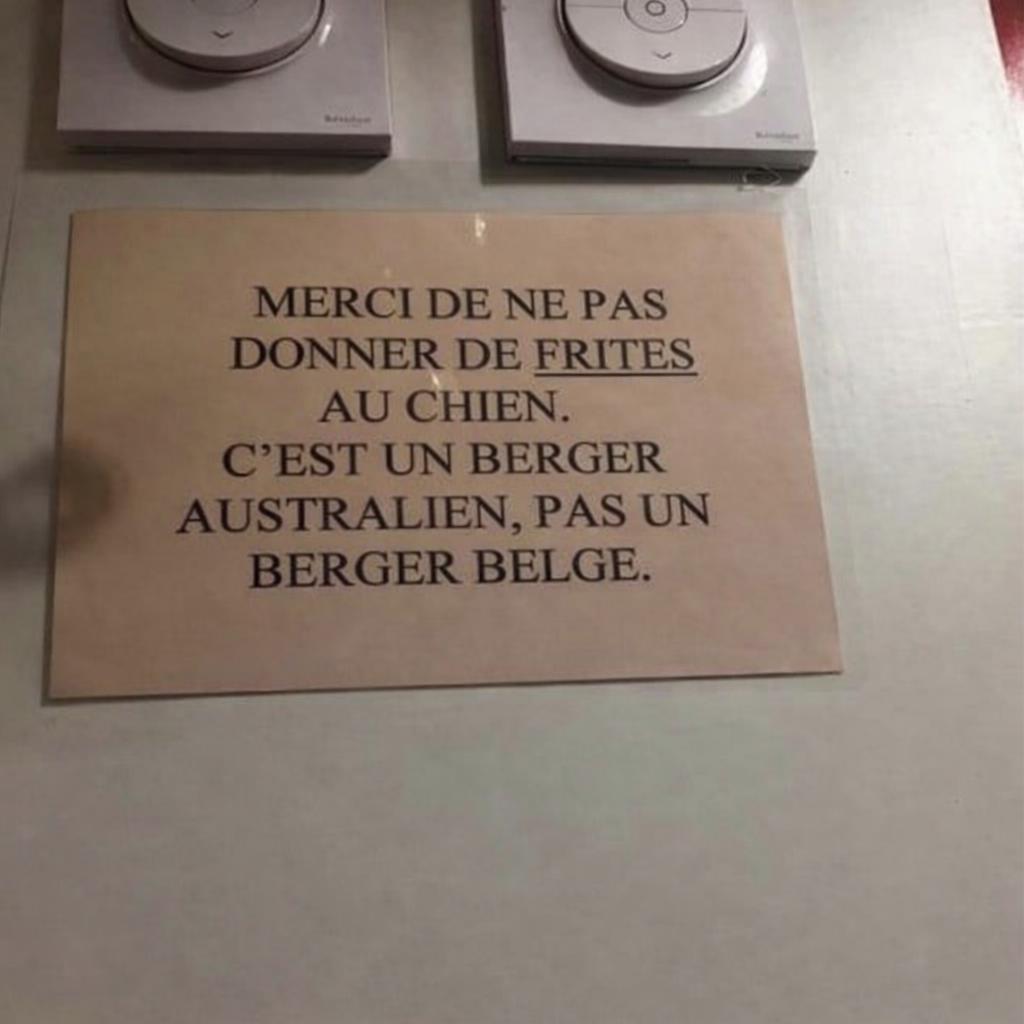 MERCI DE NE PAS
DONNER DE FRITES
AU CHIEN.
C'EST UN BERGER
AUSTRALIEN, PAS UN
BERGER BELGE.